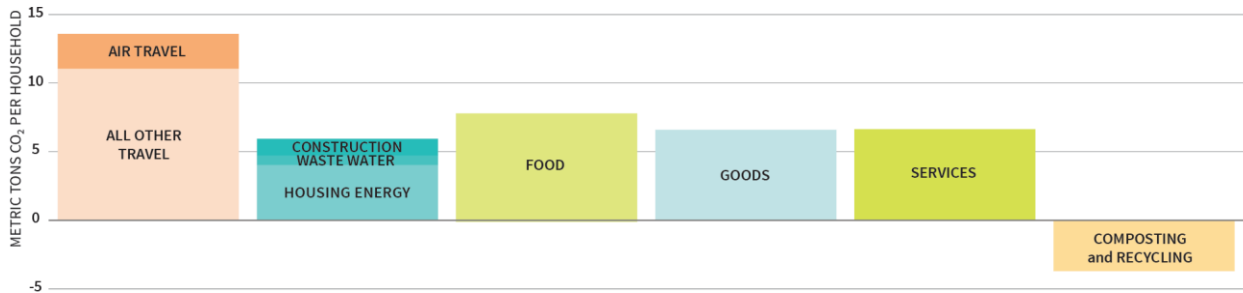 METRIC TONS CO₂ PER HOUSEHOLD
15
10
5
0
-5
AIR TRAVEL
ALL OTHER
TRAVEL
CONSTRUCTION
WASTE WATER
HOUSING ENERGY
FOOD
GOODS
SERVICES
COMPOSTING
and RECYCLING